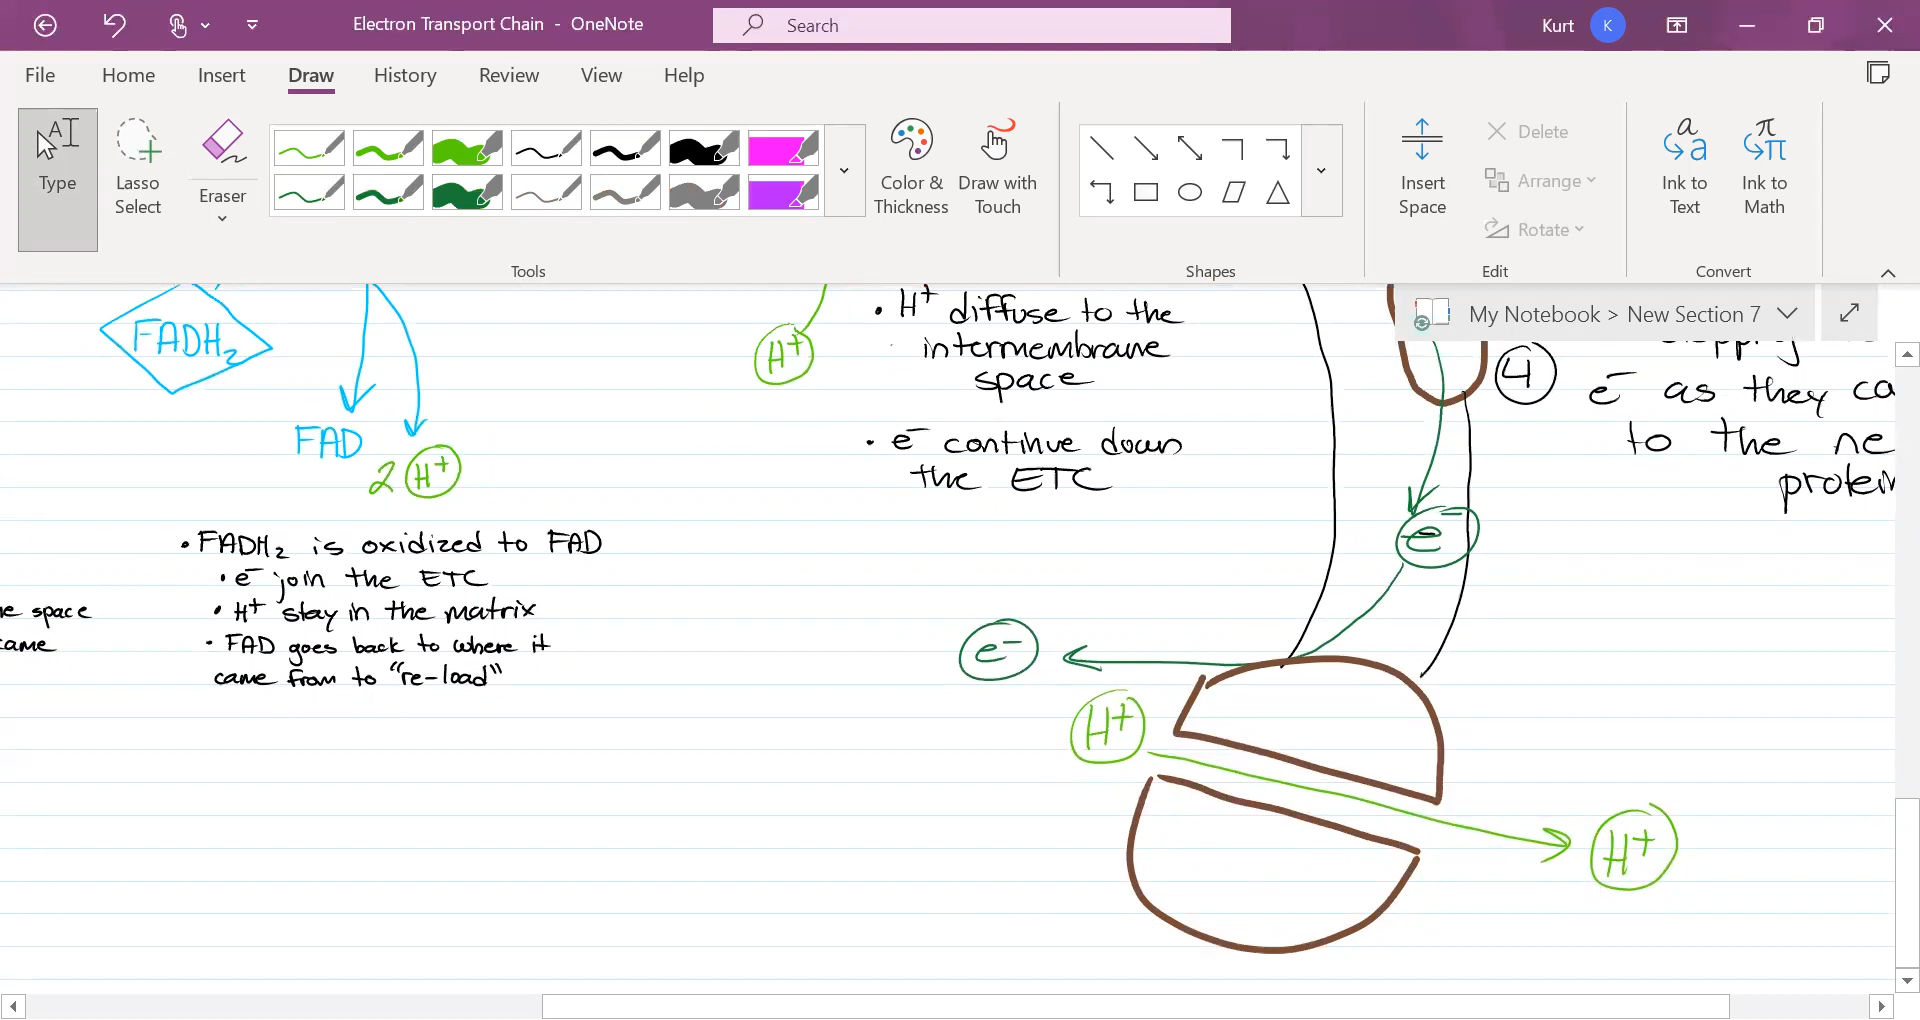 Electron Transport Chain - OneNote
Search
Kurt
K
File Home Insert Draw History Review View Help
Type
Lasso Select
Eraser
Color & Thickness
Draw with Touch
Insert Space
Delete
Arrange
Rotate
Ink to Text
Ink to Math
Tools
Shapes
Edit
Convert
My Notebook > New Section 7
FADH₂
FAD
2 H⁺
• FADH₂ is oxidized to FAD
• e⁻ join the ETC
• H⁺ stay in the matrix
• FAD goes back to where it
came from to "re-load"
space
H⁺
• H⁺ diffuse to the
intermembrane
space
• e⁻ continue down
the ETC
4
e⁻ as they
to the
e⁻
e⁻
H⁺
H⁺